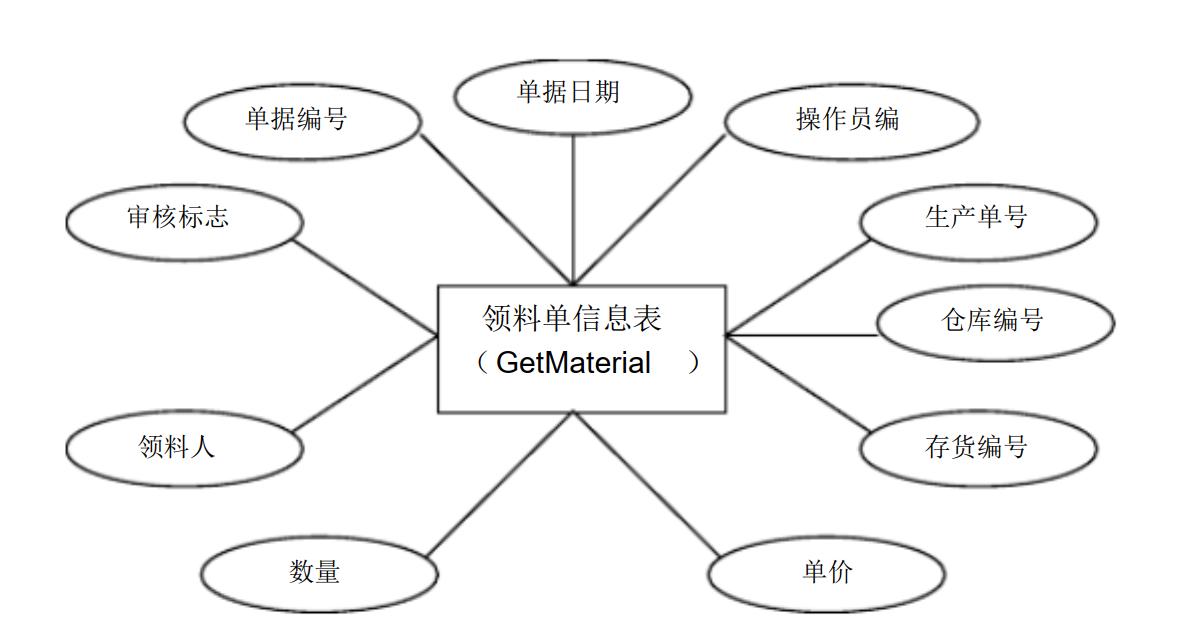 单据日期
单据编号
操作员编
审核标志
生产单号
仓库编号
领料单信息表
（GetMaterial ）
领料人
存货编号
数量
单价